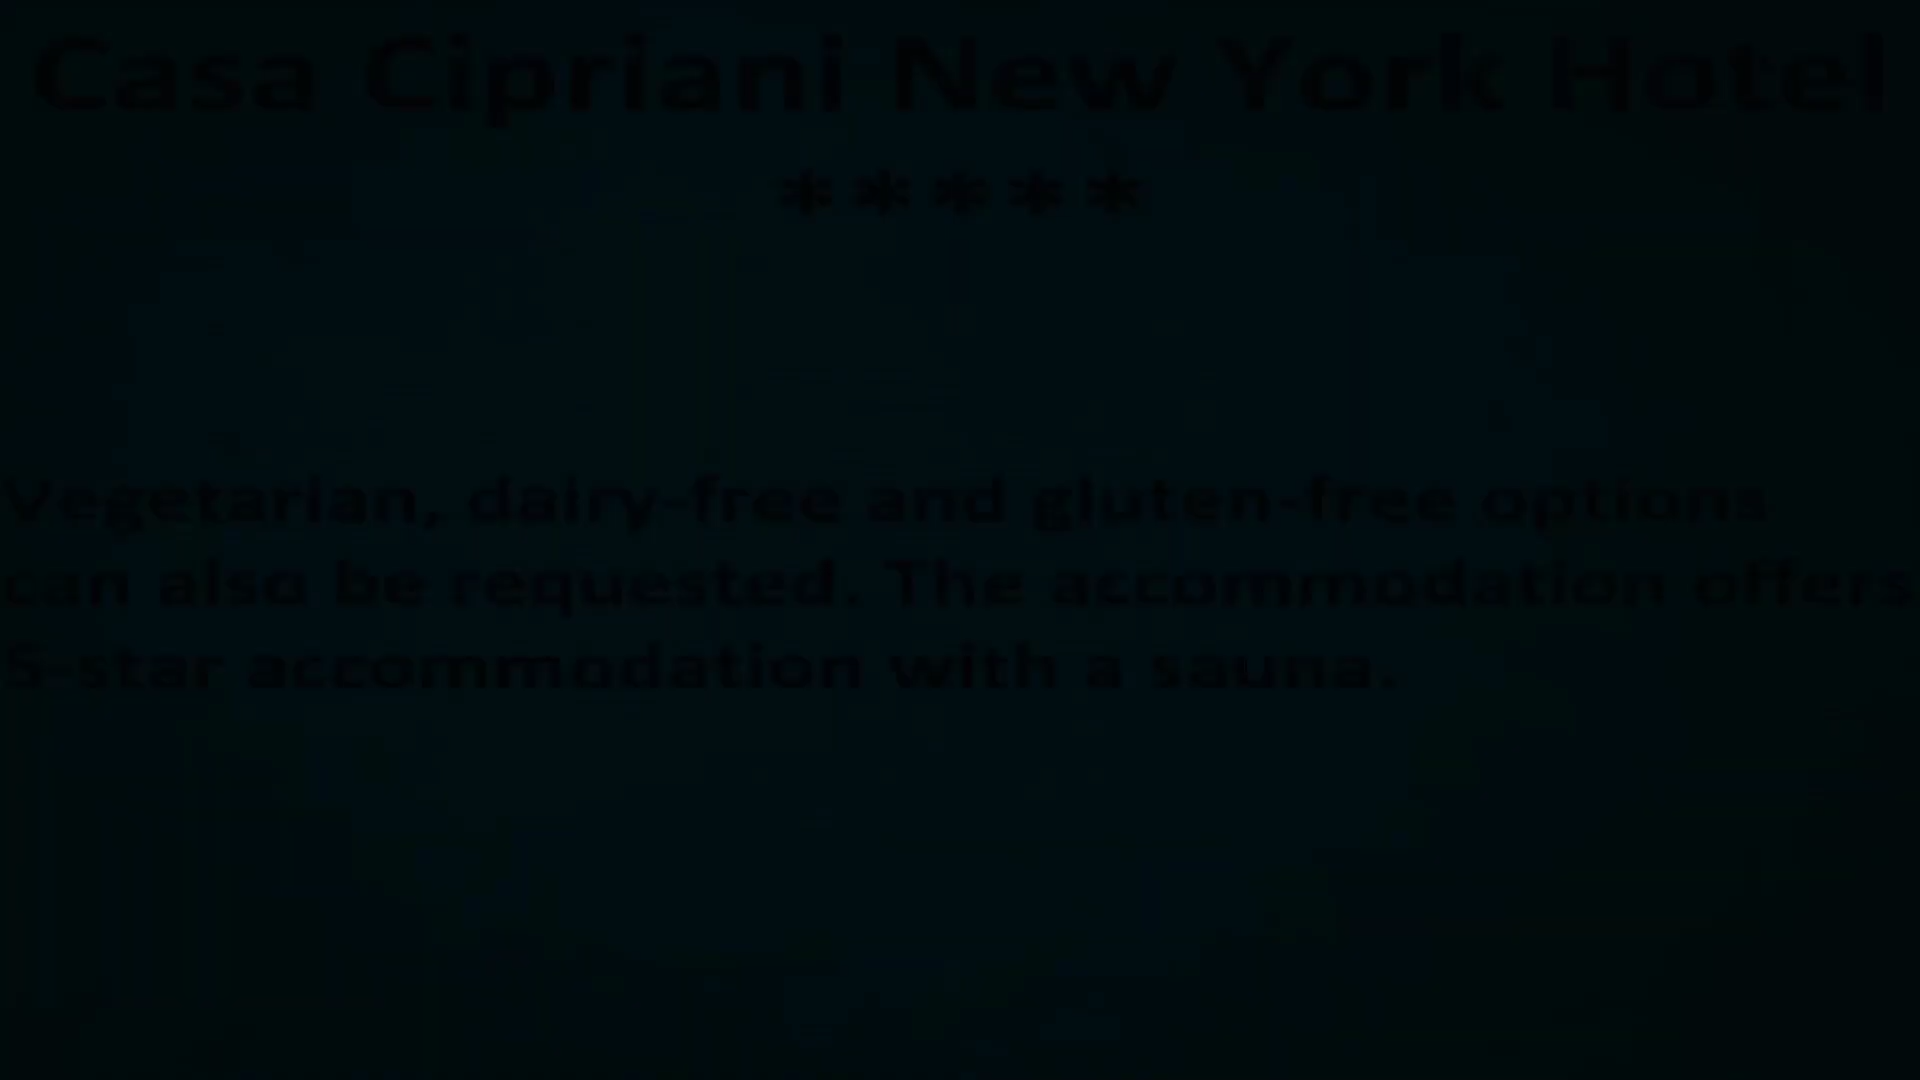 Casa Cipriani New York Hotel
*****
Vegetarian, dairy-free and gluten-free options
can also be requested. The accommodation offers
5-star accommodation with a sauna.